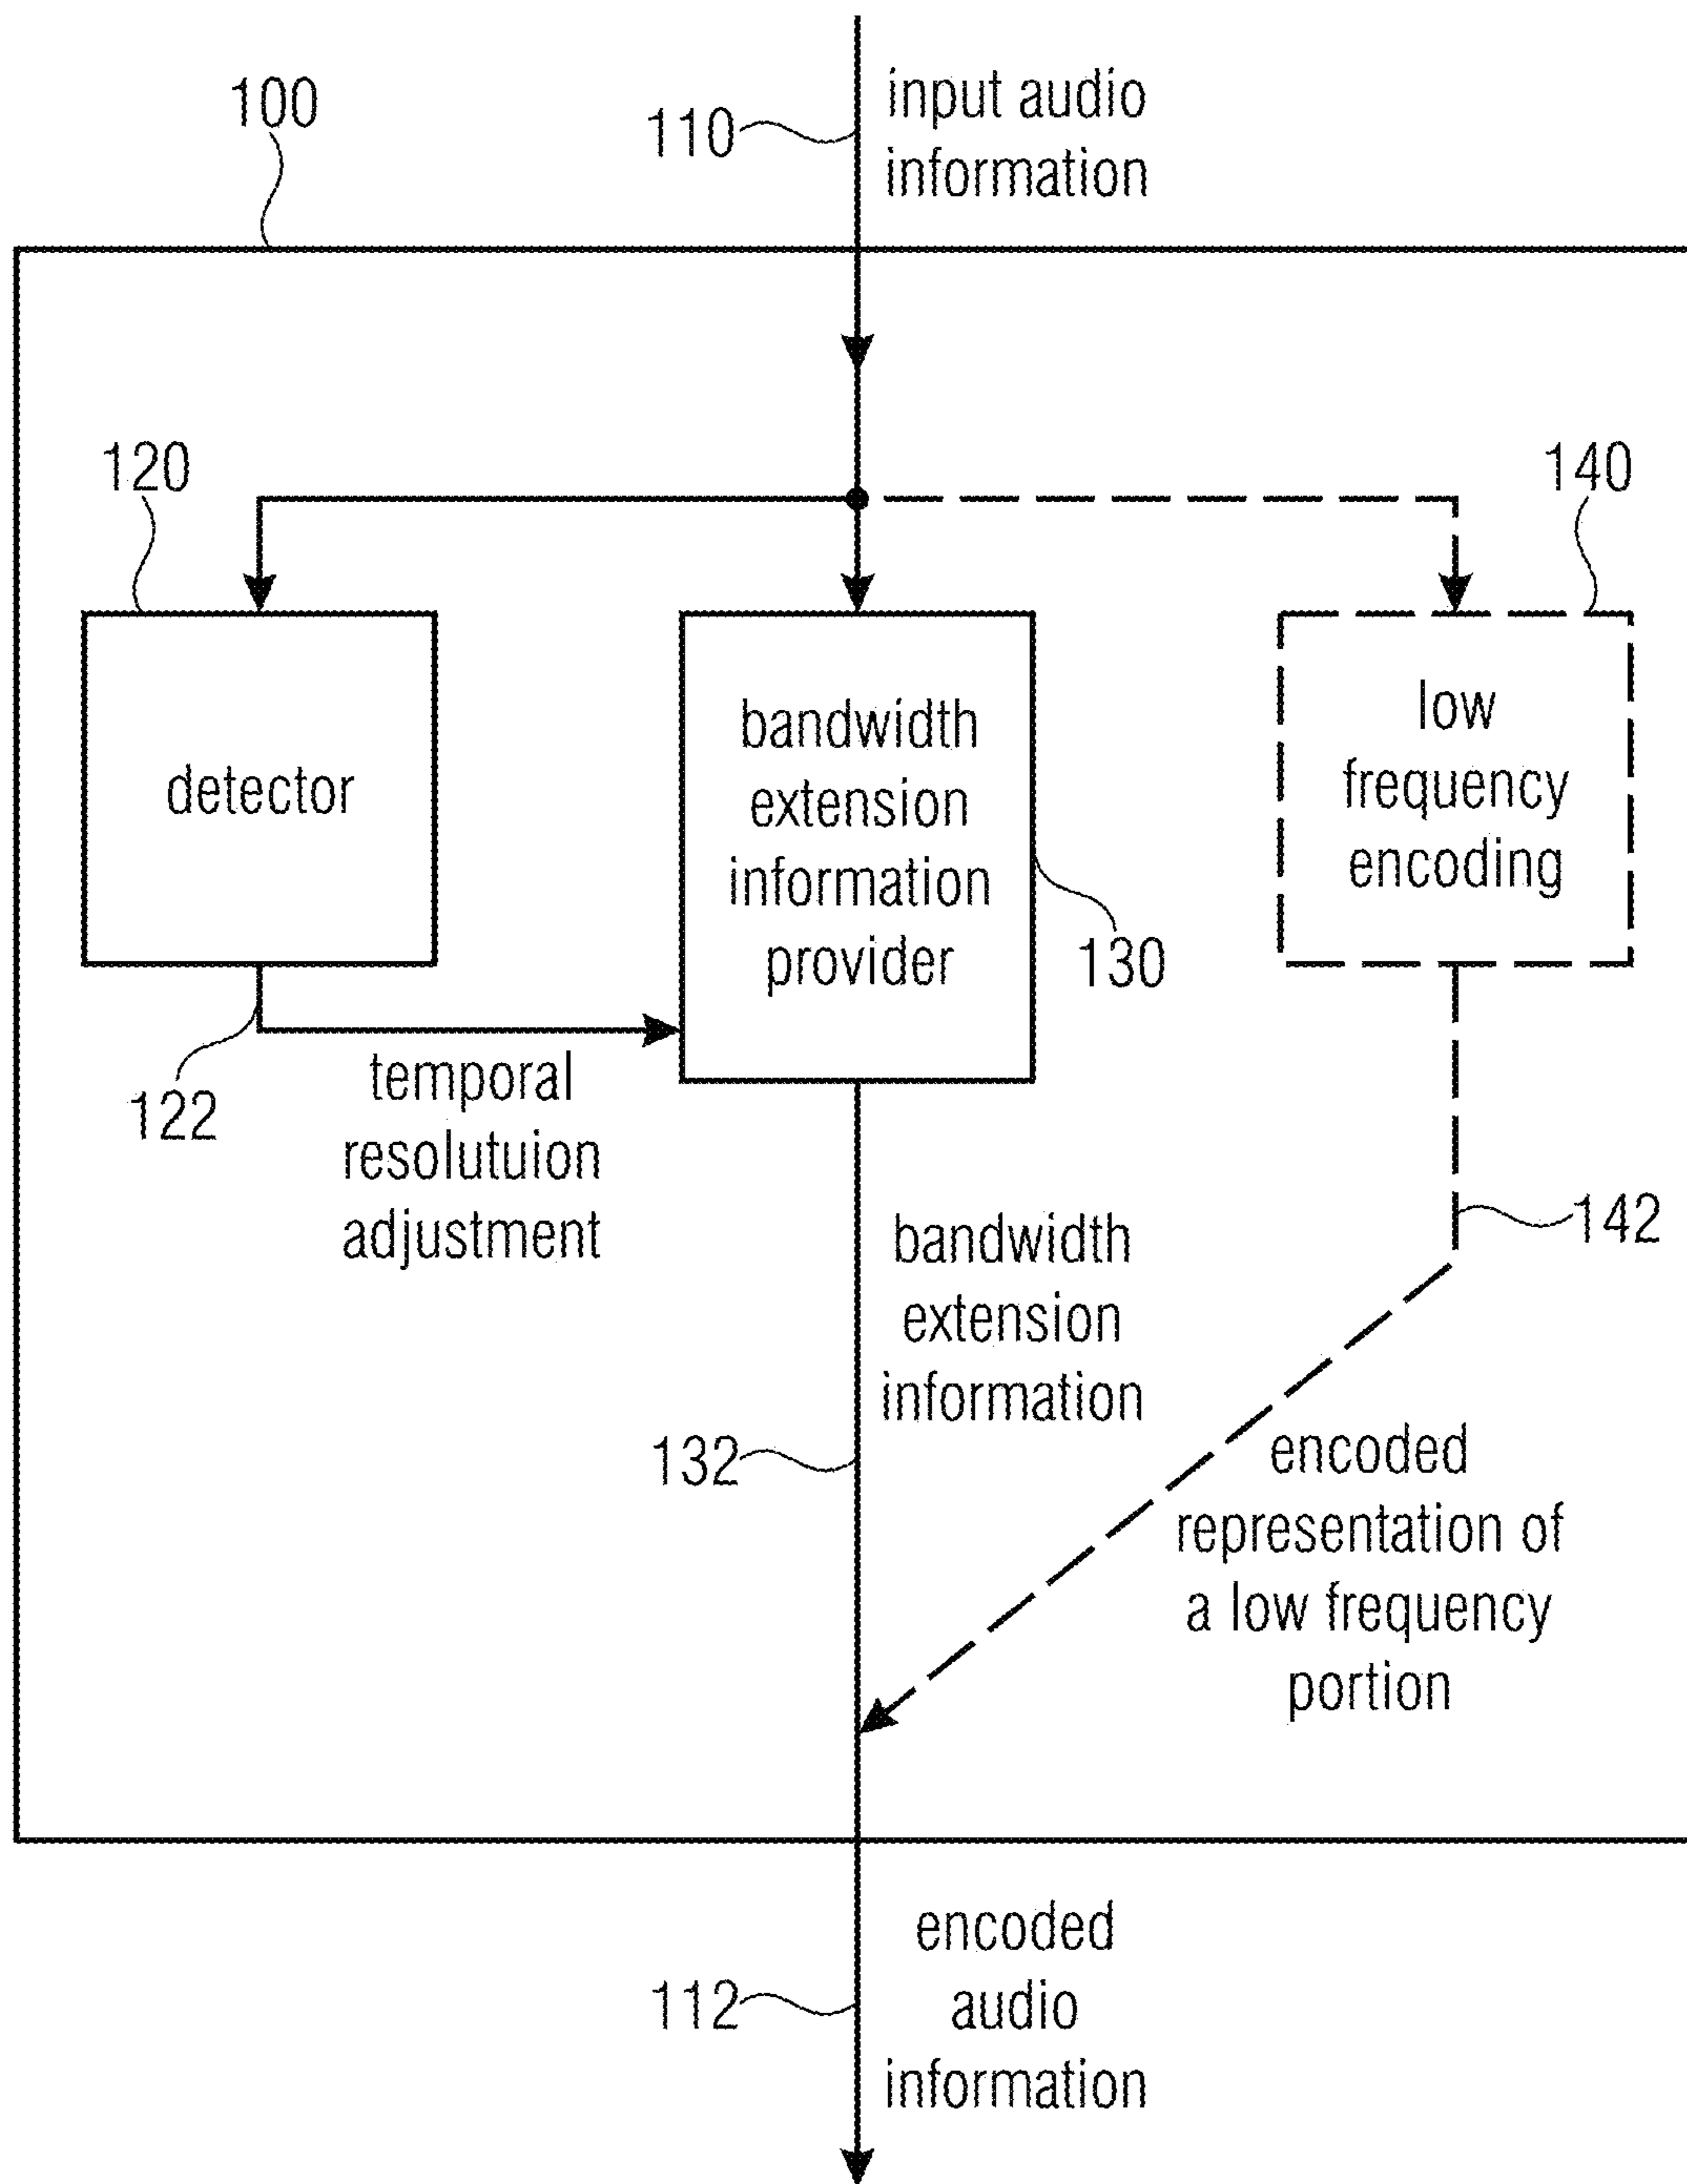 100
110
input audio
information
120
140
detector
bandwidth
extension
information
provider
low
frequency
encoding
130
122
temporal
resolutuion
adjustment
142
bandwidth
extension
information
132
encoded
representation of
a low frequency
portion
112
encoded
audio
information